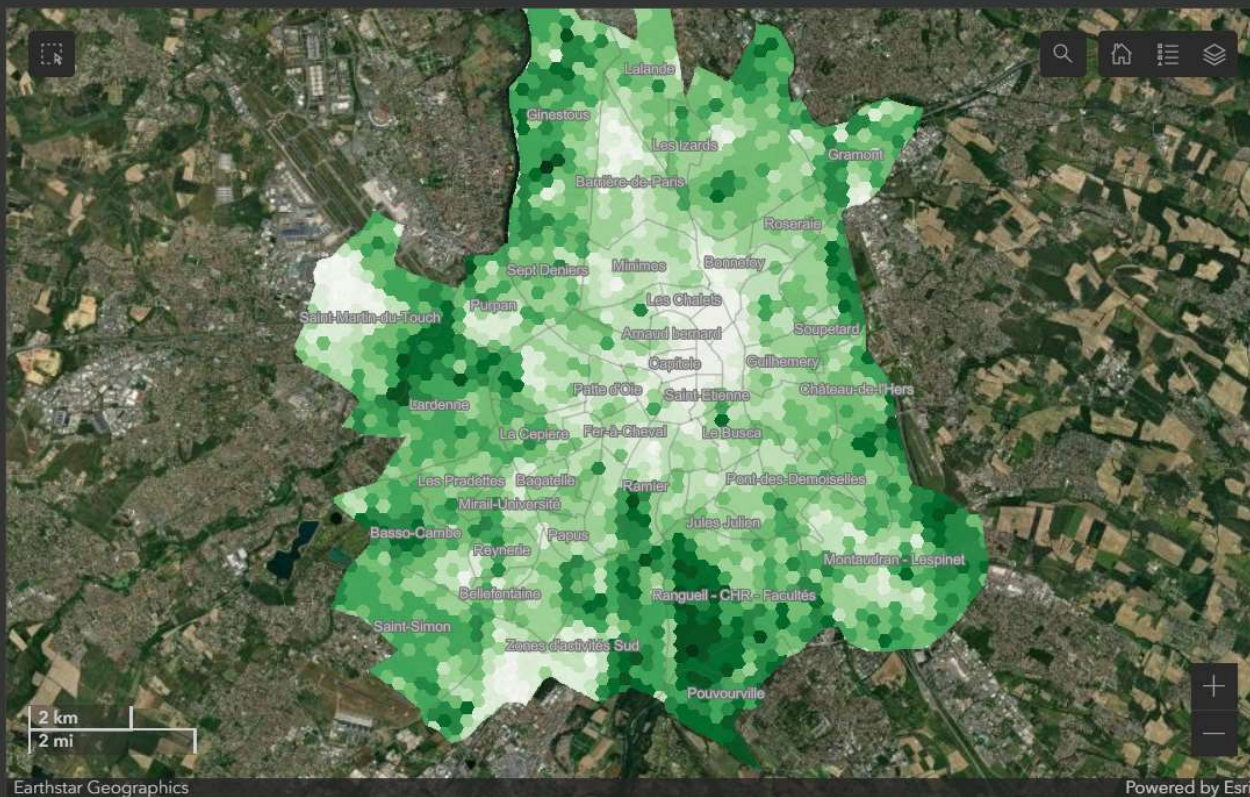 Lalande
Ginestous
Les Izards
Gramont
Barrière-de-Paris
Roseraie
Sept Deniers
Minimes
Bonnefoy
Les Chalets
Purpan
Saint-Martin-du-Touch
Arnaud bernard
Soupetard
Capitole
Guilhemery
Patte d'Oie
Saint-Etienne
Château-de-l'Hers
Lardenne
La Cepiere
Fer-à-Cheval
Le Busca
Les Pradettes
Bagatelle
Ramier
Pont-des-Demoiselles
Mirail-Université
Jules Julien
Basso-Cambo
Papus
Reynerie
Montaudran - Lespinet
Bellefontaine
Rangueil - CHR - Facultés
Saint-Simon
Zones d'activités Sud
Pouvourville
2 km
2 mi
Earthstar Geographics
Powered by Esri